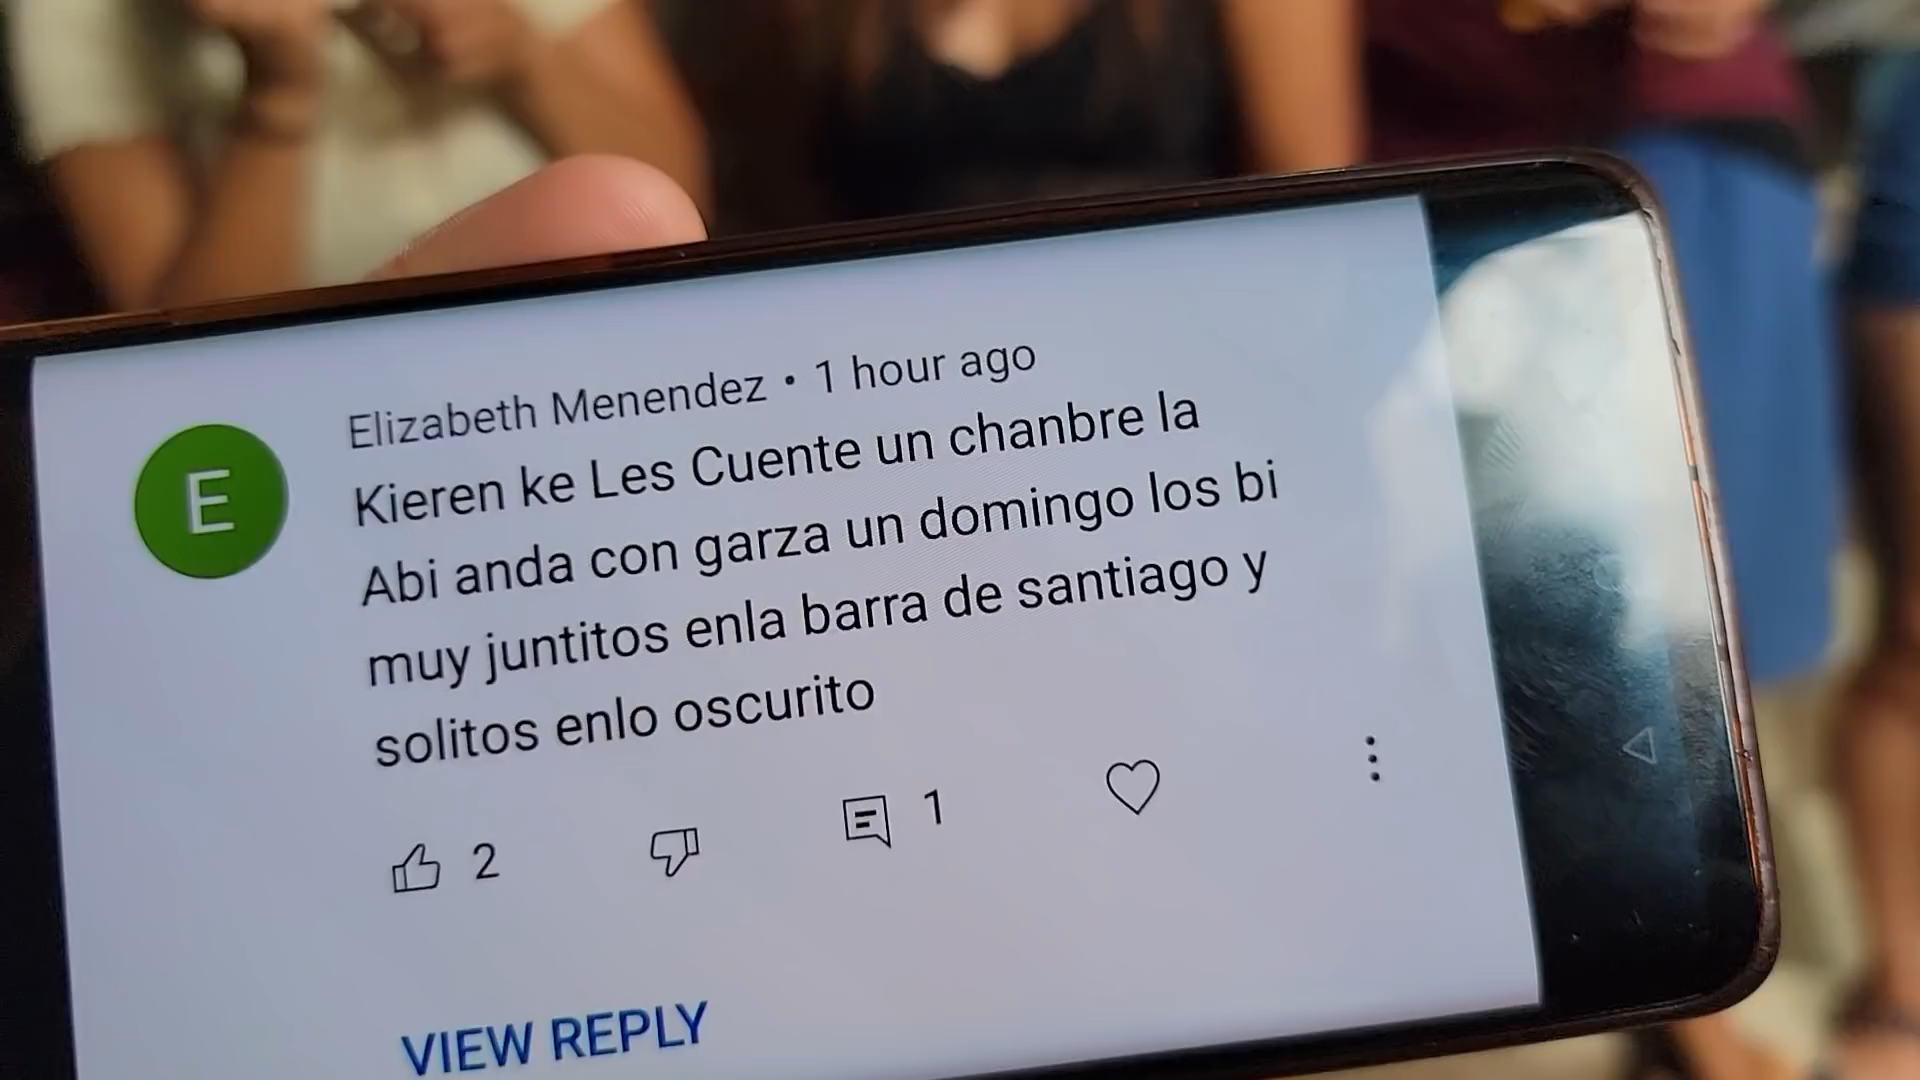 E
Elizabeth Menendez • 1 hour ago
Kieren ke Les Cuente un chanbre la
Abi anda con garza un domingo los bi
muy juntitos enla barra de santiago y
solitos enlo oscurito
2
1
VIEW REPLY